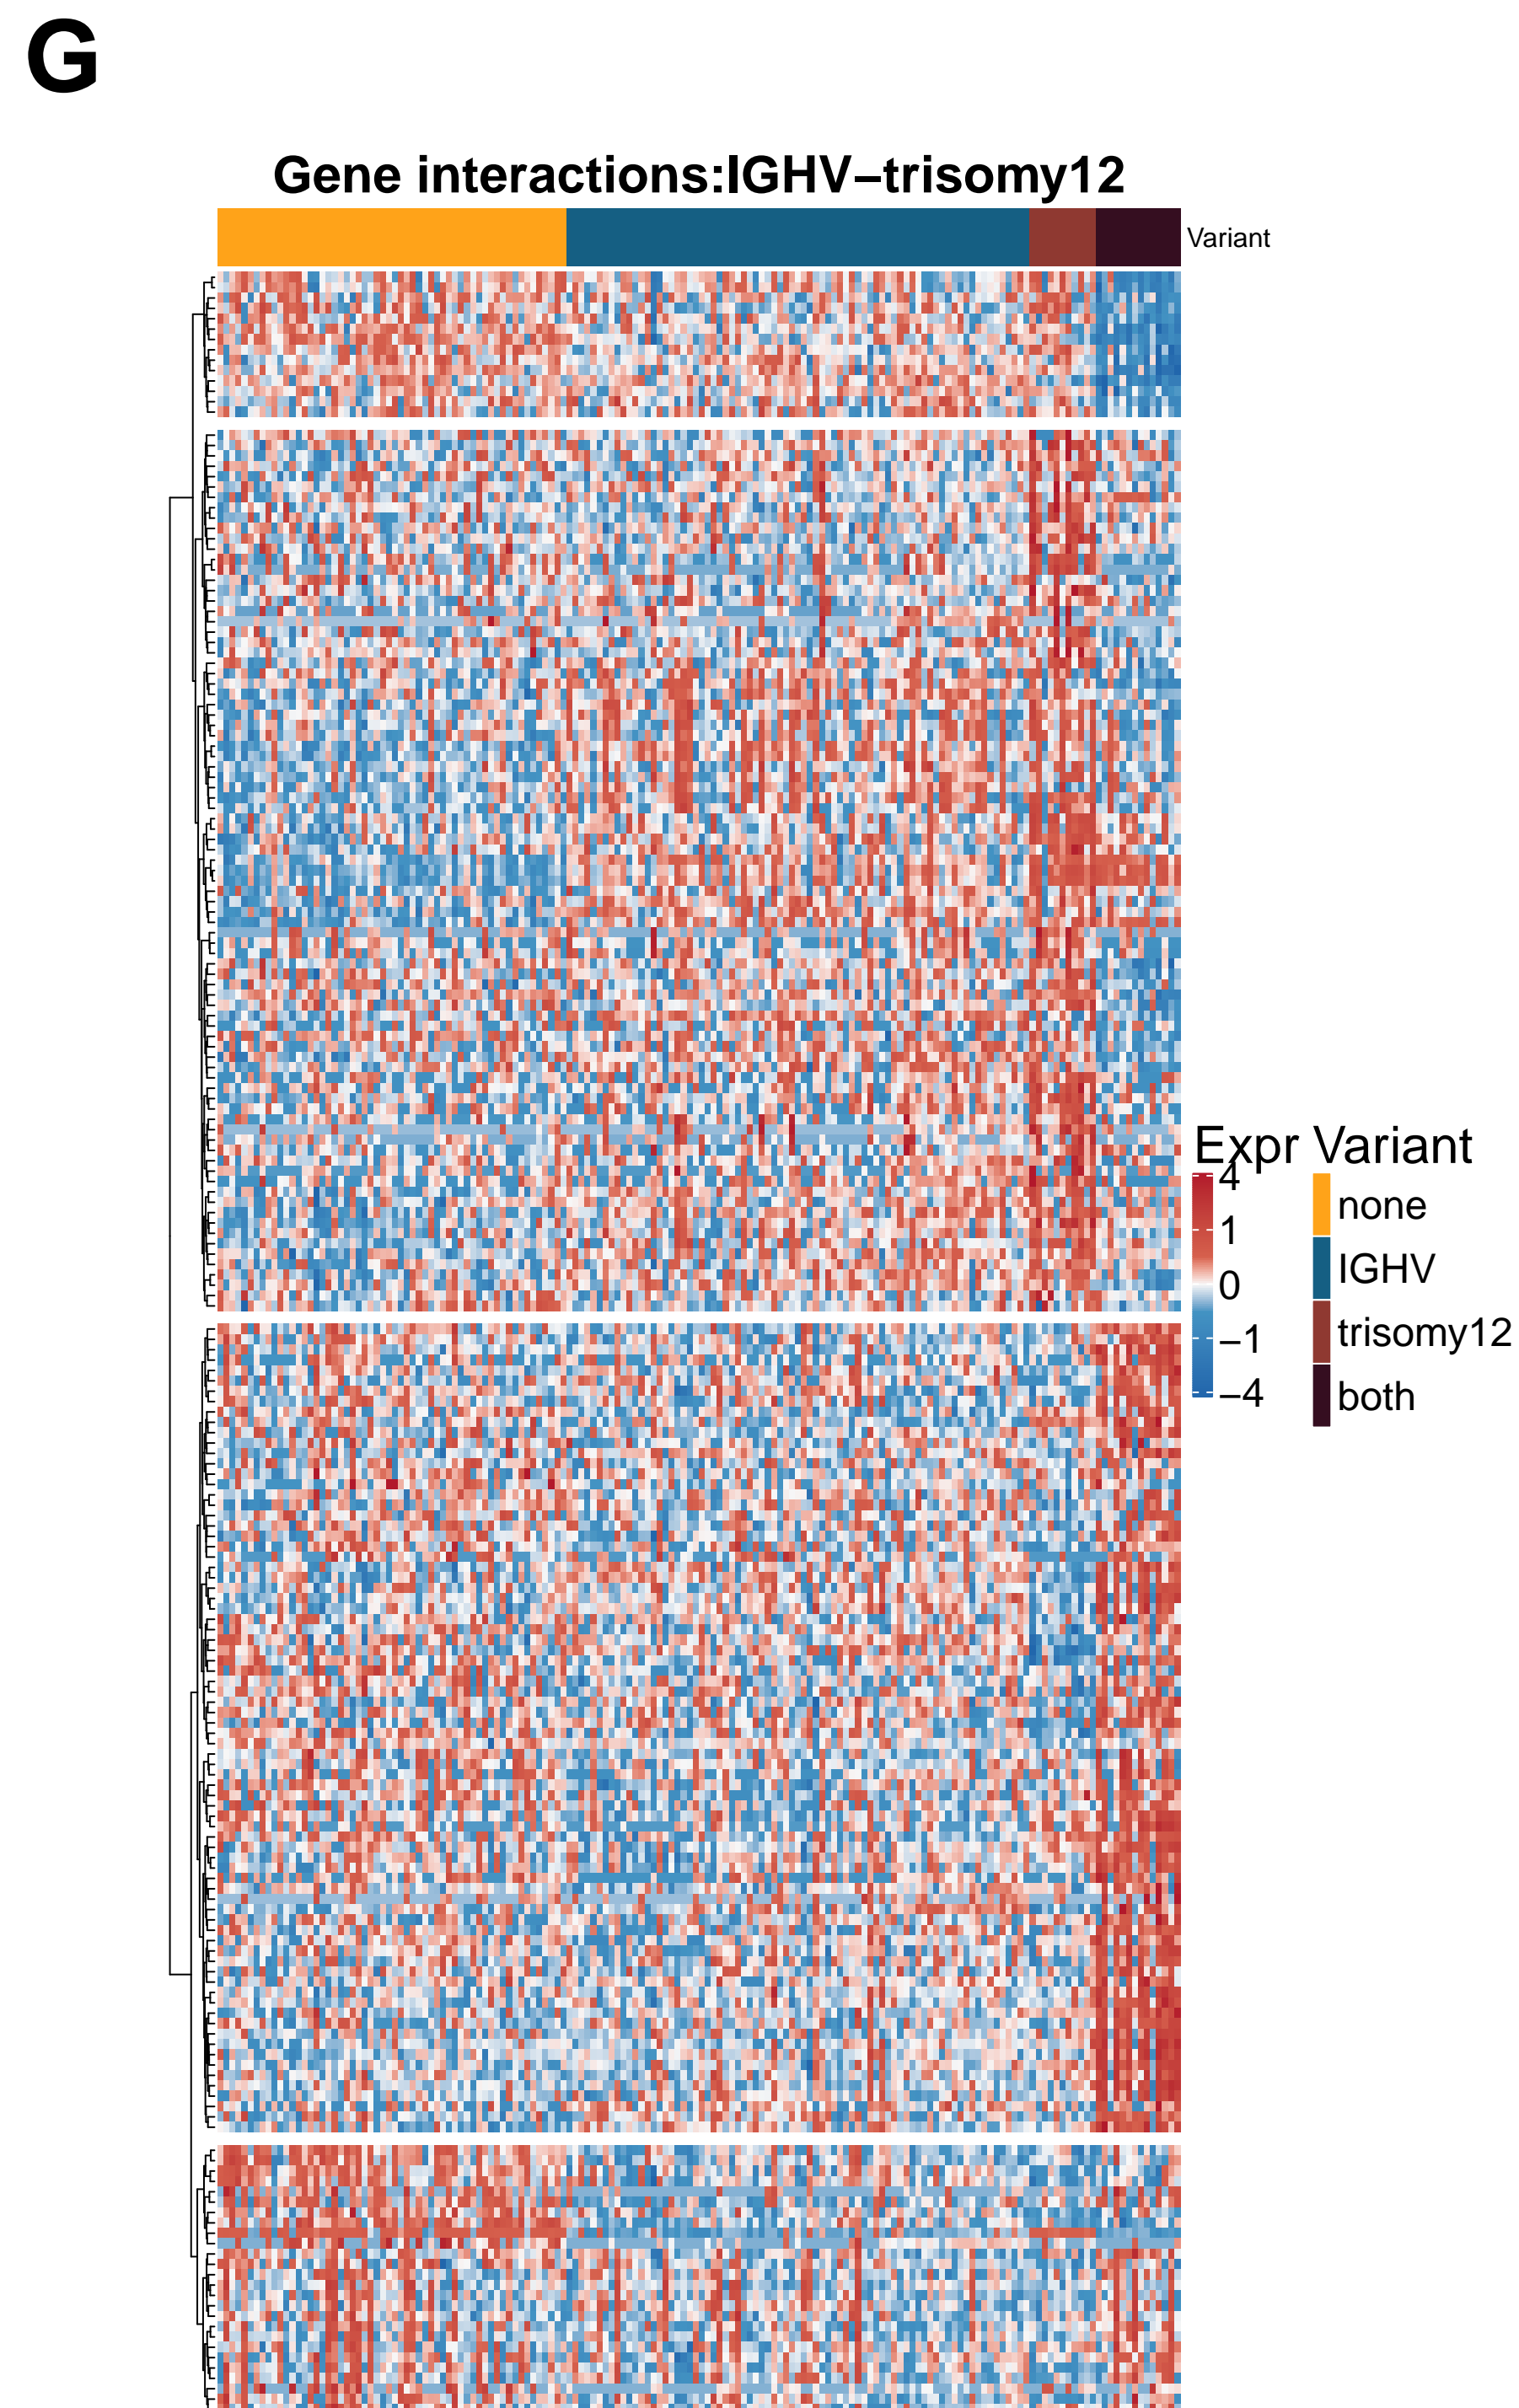 G
Gene interactions:IGHV–trisomy12
Variant
Expr Variant
4
1
0
–1
–4
none
IGHV
trisomy12
both